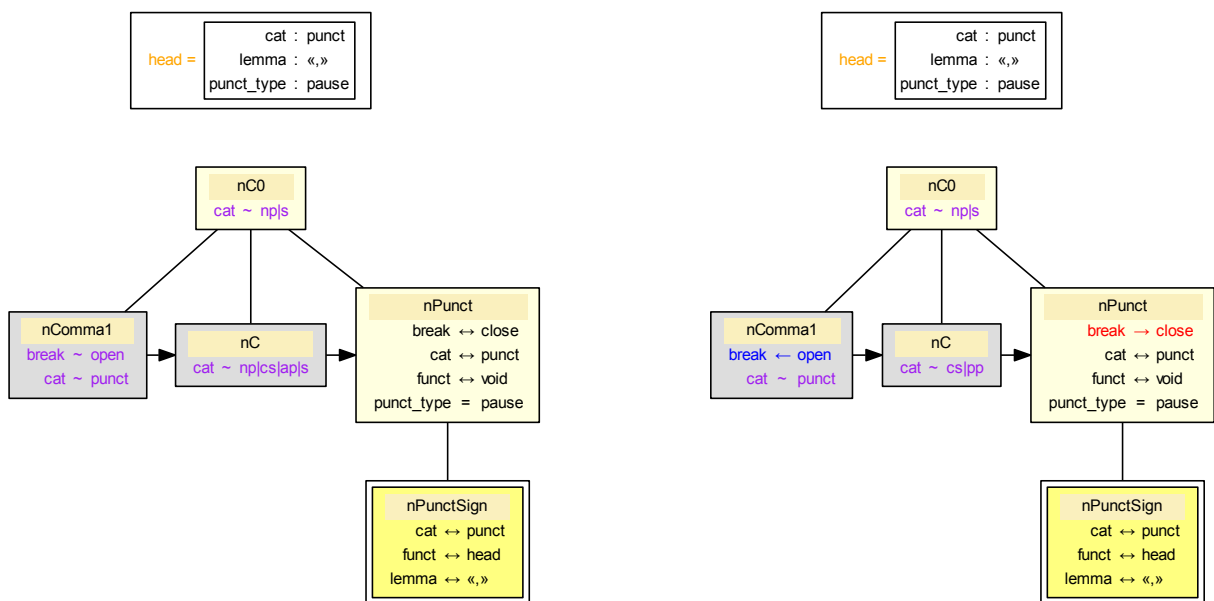 head =
cat : punct
lemma : «,»
punct_type : pause
nC0
cat ~ np|s
nComma1
break ~ open
cat ~ punct
nC
cat ~ np|cs|ap|s
nPunct
break ↔ close
cat ↔ punct
funct ↔ void
punct_type = pause
nPunctSign
cat ↔ punct
funct ↔ head
lemma ↔ «,»
head =
cat : punct
lemma : «,»
punct_type : pause
nC0
cat ~ np|s
nComma1
break ← open
cat ~ punct
nC
cat ~ cs|pp
nPunct
break → close
cat ↔ punct
funct ↔ void
punct_type = pause
nPunctSign
cat ↔ punct
funct ↔ head
lemma ↔ «,»